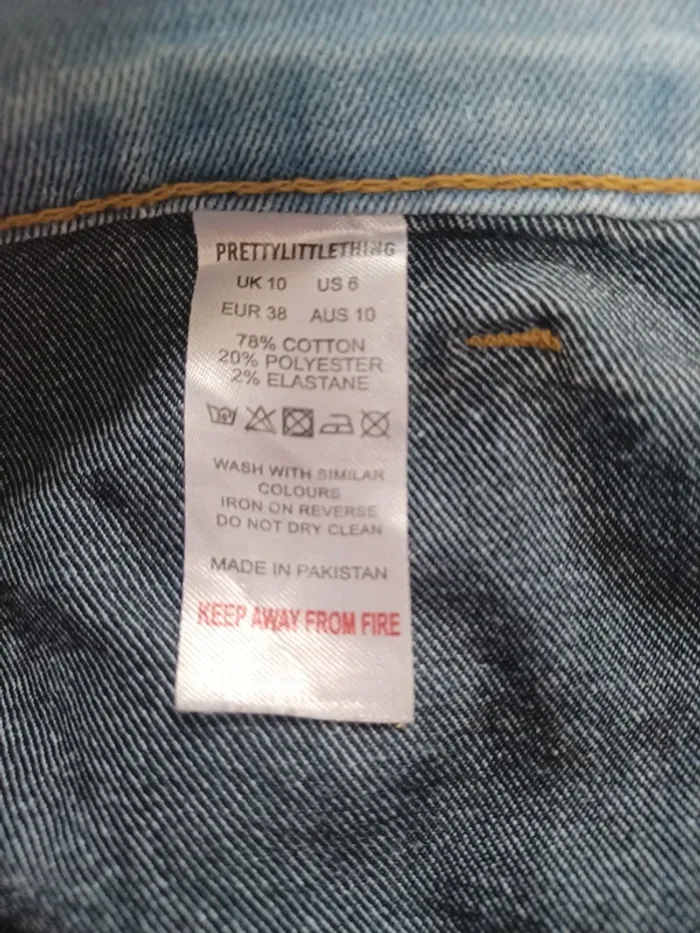 PRETTYLITTLETHING
UK 10 US 6
EUR 38 AUS 10
78% COTTON
20% POLYESTER
2% ELASTANE
WASH WITH SIMILAR
COLOURS
IRON ON REVERSE
DO NOT DRY CLEAN
MADE IN PAKISTAN
KEEP AWAY FROM FIRE